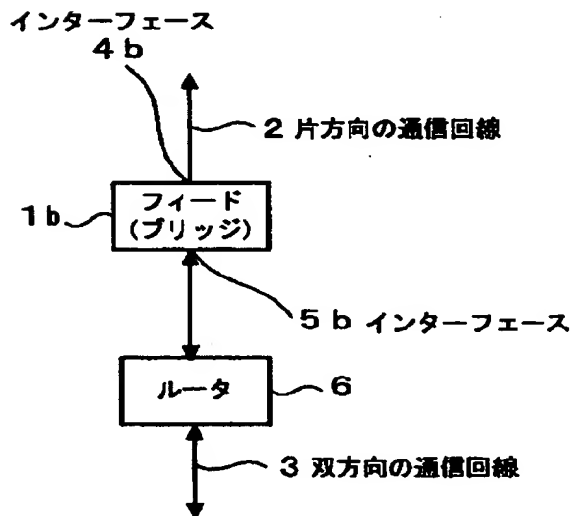 インターフェース
4b
2 片方向の通信回線
1b
フィード
(ブリッジ)
5b インターフェース
ルータ
6
3 双方向の通信回線